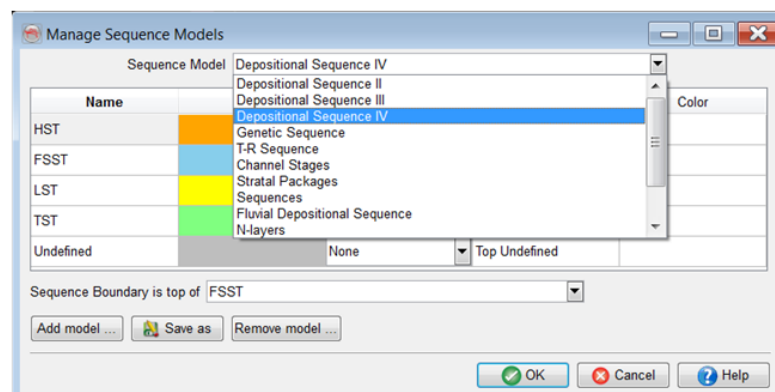 Manage Sequence Models
Sequence Model Depositional Sequence IV
Depositional Sequence II
Depositional Sequence III
Depositional Sequence IV
Genetic Sequence
T-R Sequence
Channel Stages
Stratal Packages
Sequences
Fluvial Depositional Sequence
N-layers
Name Color
HST
FSST
LST
TST
Undefined None Top Undefined
Sequence Boundary is top of FSST
Add model ... Save as Remove model ...
OK Cancel Help